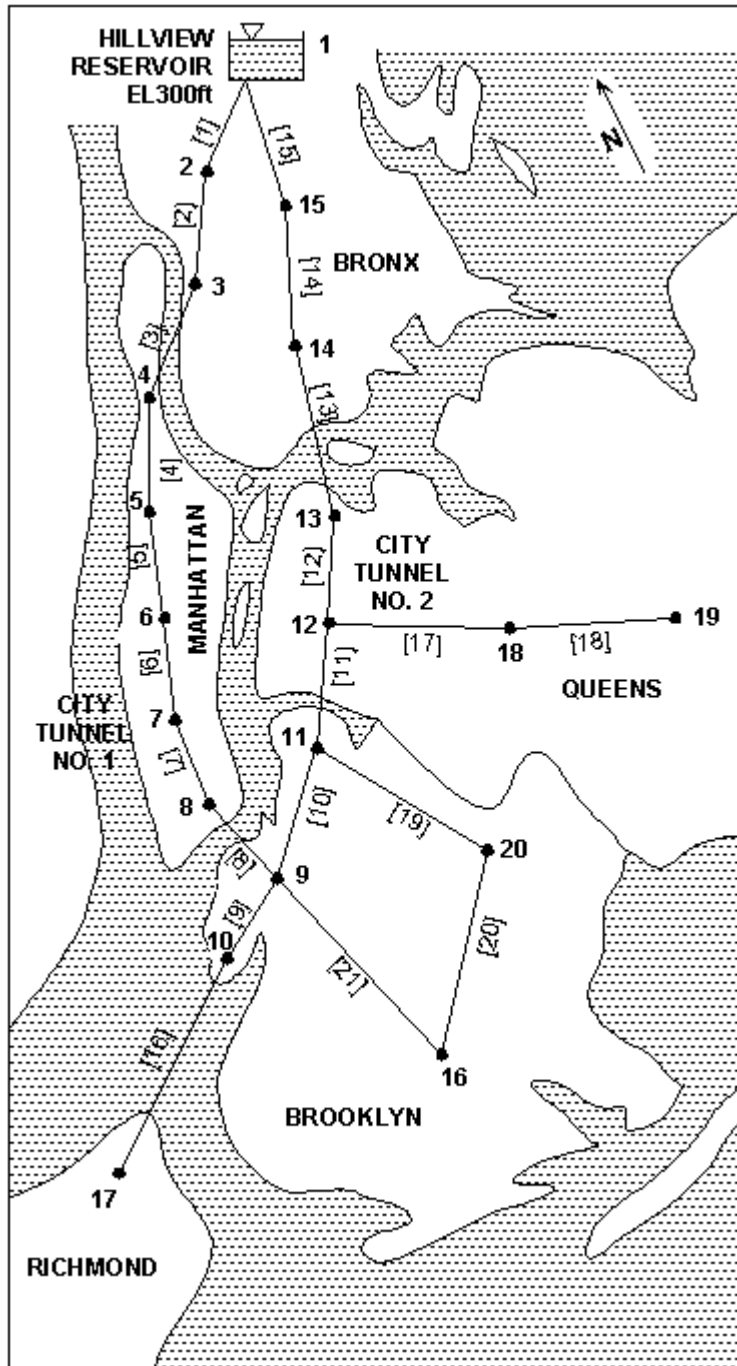 HILLVIEW
RESERVOIR
EL300ft
1
[1]
[15]
N
2
15
[2]
BRONX
3
[14]
[3]
14
4
[13]
[4]
5
13
MANHATTAN
CITY
TUNNEL
NO. 2
[5]
[12]
6
12
19
[17]
18
[18]
[6]
[11]
QUEENS
CITY
TUNNEL
NO. 1
7
11
[7]
[10]
[19]
8
20
[8]
9
[9]
[20]
10
[21]
[16]
16
BROOKLYN
17
RICHMOND